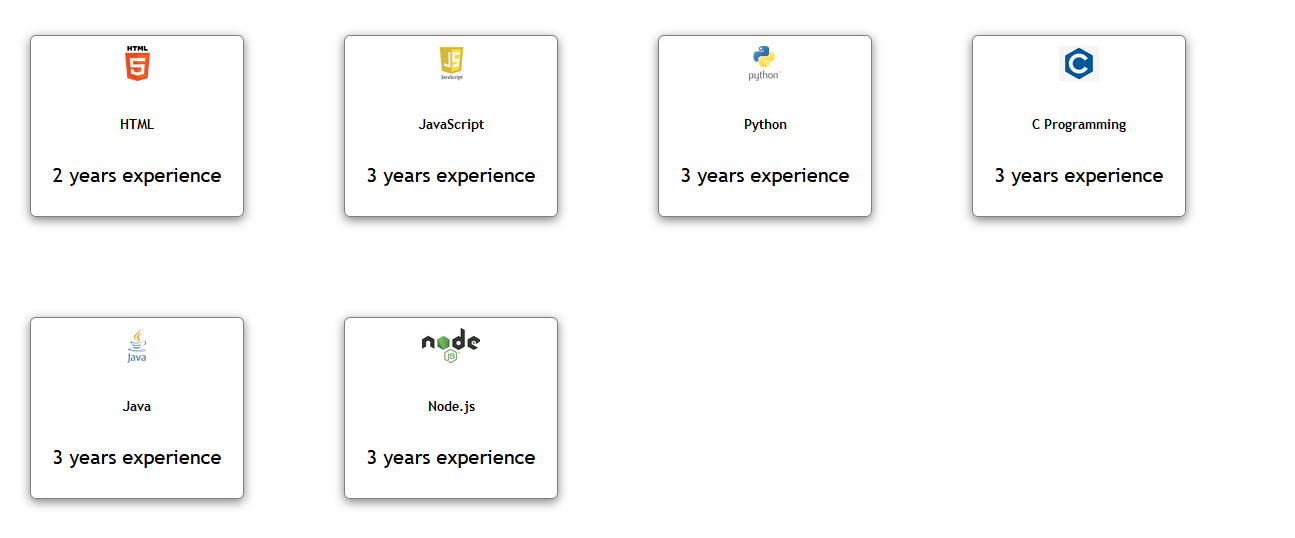 HTML
5
HTML
2 years experience
JS
JavaScript
JavaScript
3 years experience
python
Python
3 years experience
C
C Programming
3 years experience
Java
Java
3 years experience
node
JS
Node.js
3 years experience